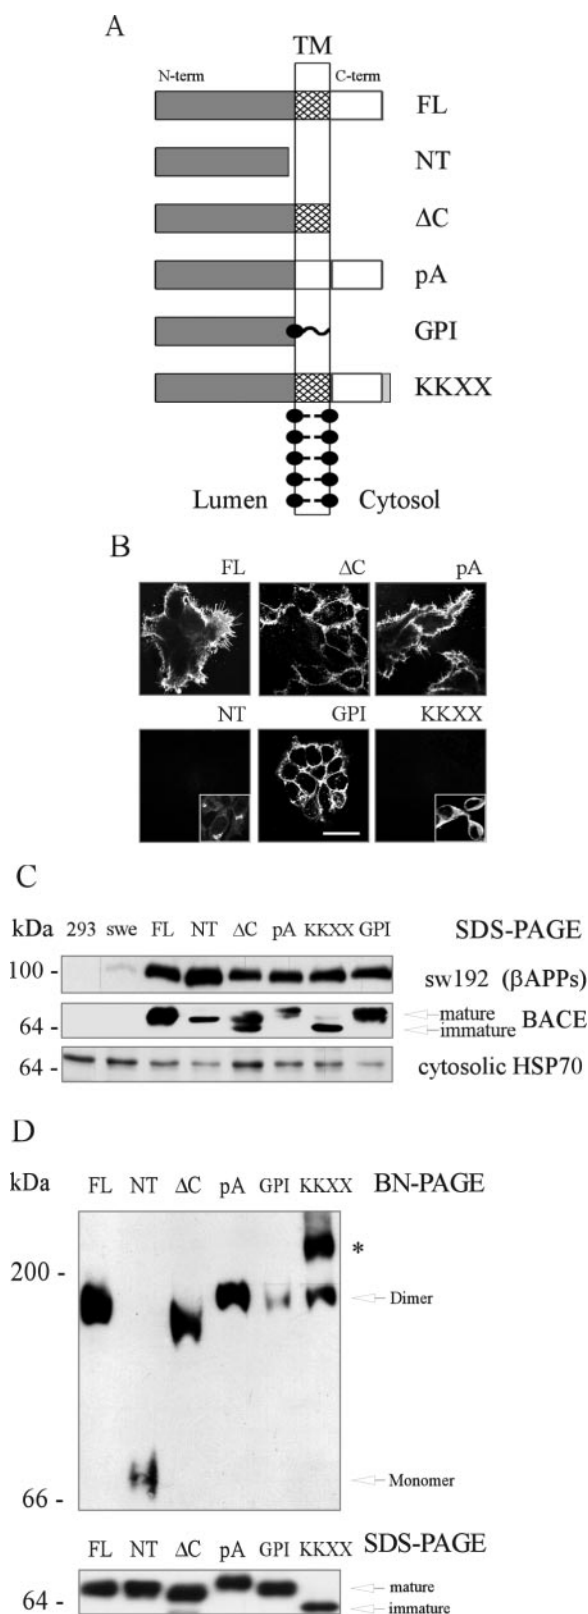 A
TM
N-term
C-term
FL
NT
ΔC
pA
GPI
KKXX
Lumen
Cytosol
B
FL ΔC pA
NT GPI KKXX
C
kDa 293 swe FL NT ΔC pA KKXX GPI SDS-PAGE
100 - sw192 (βAPPs)
mature
64 - immature BACE
64 - cytosolic HSP70
D
kDa FL NT ΔC pA GPI KKXX BN-PAGE
*
200 -
Dimer
Monomer
66 -
FL NT ΔC pA GPI KKXX SDS-PAGE
mature
64 - immature